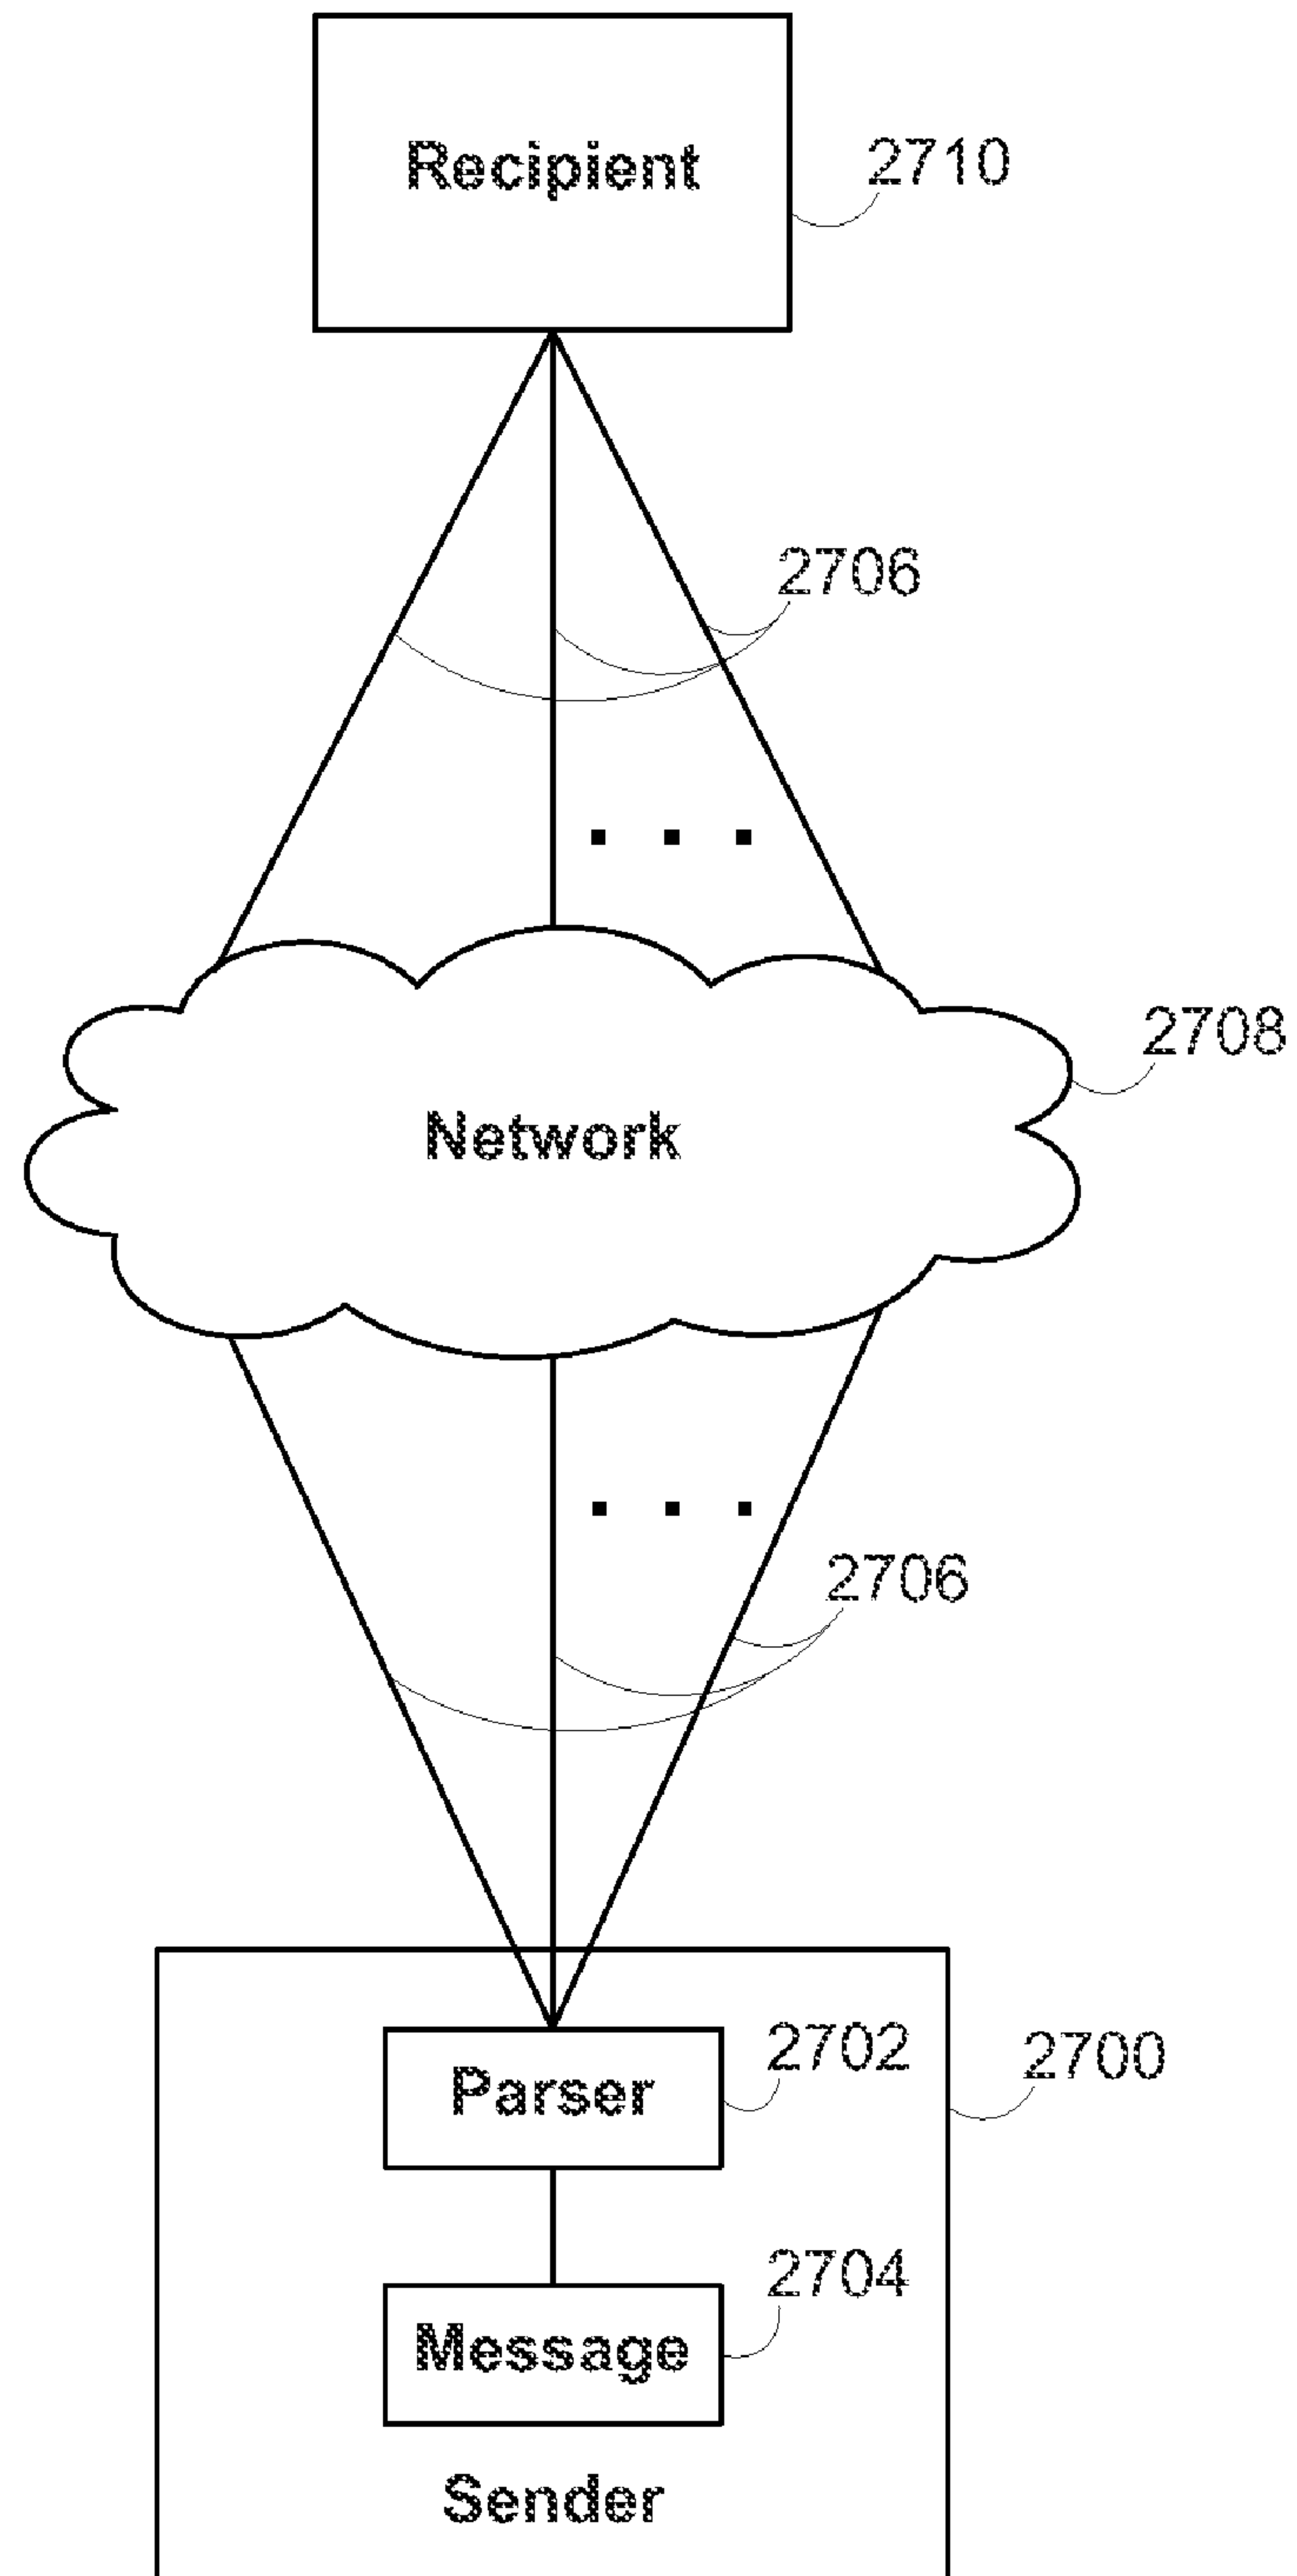 Recipient
2710
2706
2708
Network
2706
2702
2700
Parser
2704
Message
Sender